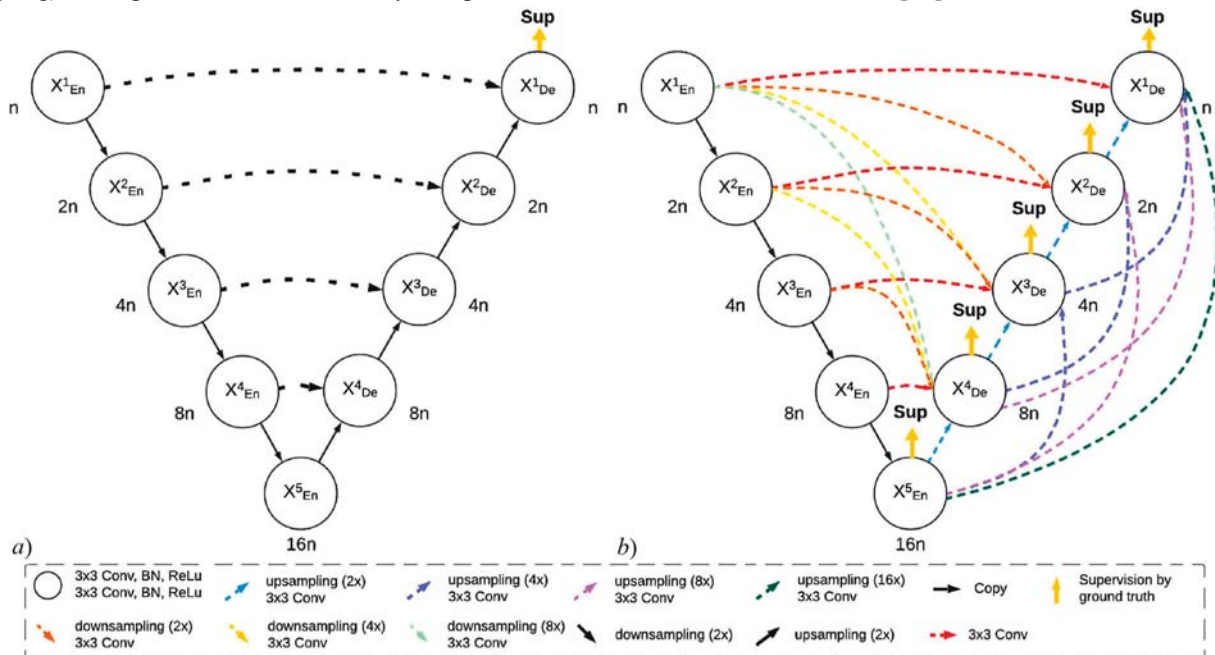 Sup
Sup
X¹En
X¹De
X¹En
X¹De
n
n
n
n
Sup
X²En
X²De
X²En
X²De
2n
2n
2n
2n
Sup
X³En
X³De
X³En
X³De
4n
4n
4n
4n
Sup
X⁴En
X⁴De
X⁴En
X⁴De
8n
8n
8n
8n
Sup
X⁵En
X⁵En
a)
16n
b)
16n
3x3 Conv, BN, ReLu
3x3 Conv, BN, ReLu
upsampling (2x)
3x3 Conv
upsampling (4x)
3x3 Conv
upsampling (8x)
3x3 Conv
upsampling (16x)
3x3 Conv
Copy
Supervision by
ground truth
downsampling (2x)
3x3 Conv
downsampling (4x)
3x3 Conv
downsampling (8x)
3x3 Conv
downsampling (2x)
upsampling (2x)
3x3 Conv